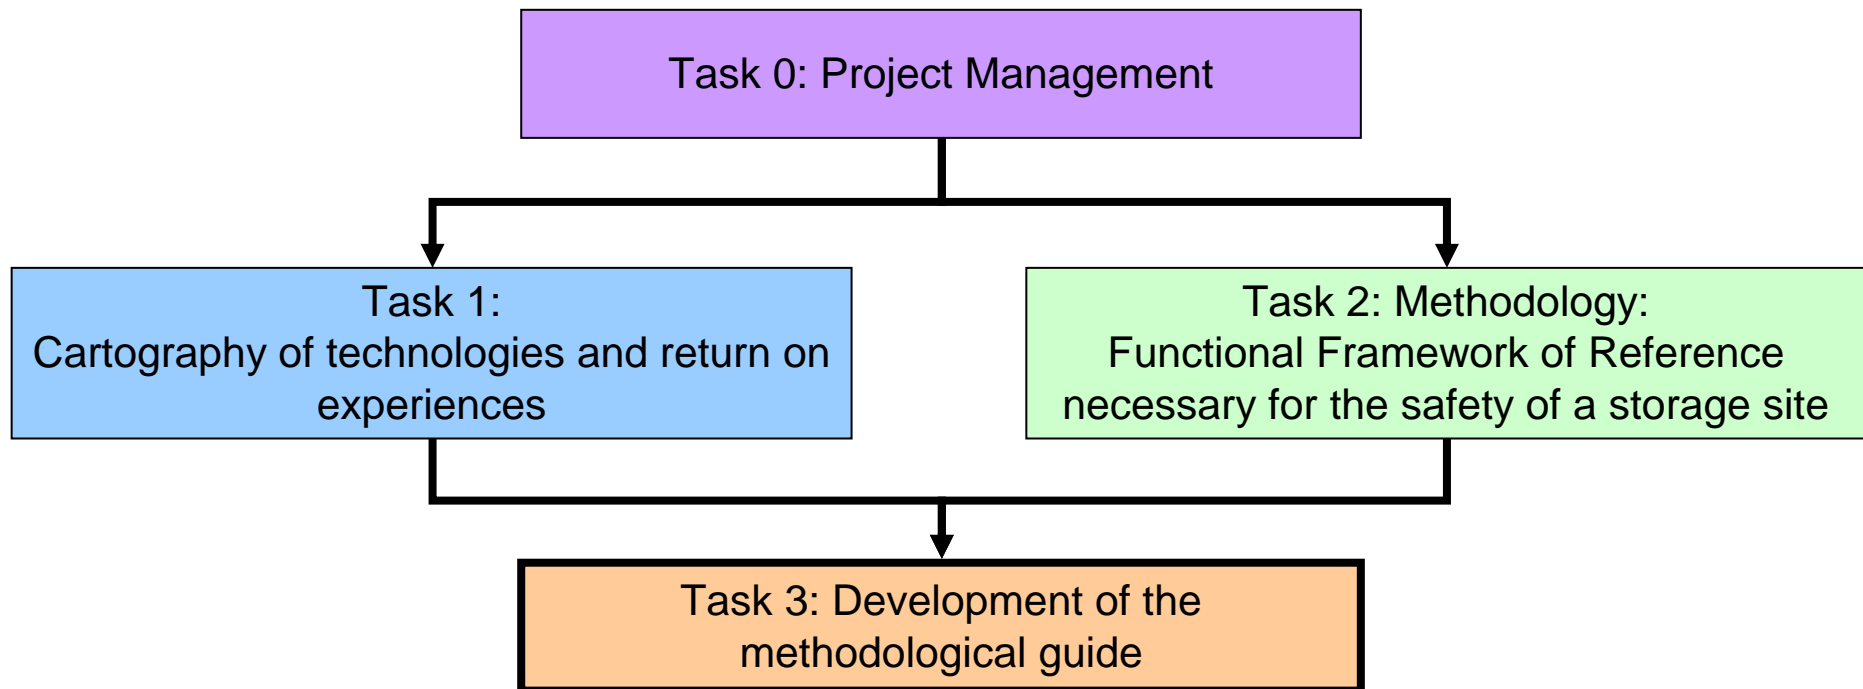 Task 0: Project Management
Task 1:
Cartography of technologies and return on
experiences
Task 2: Methodology:
Functional Framework of Reference
necessary for the safety of a storage site
Task 3: Development of the
methodological guide